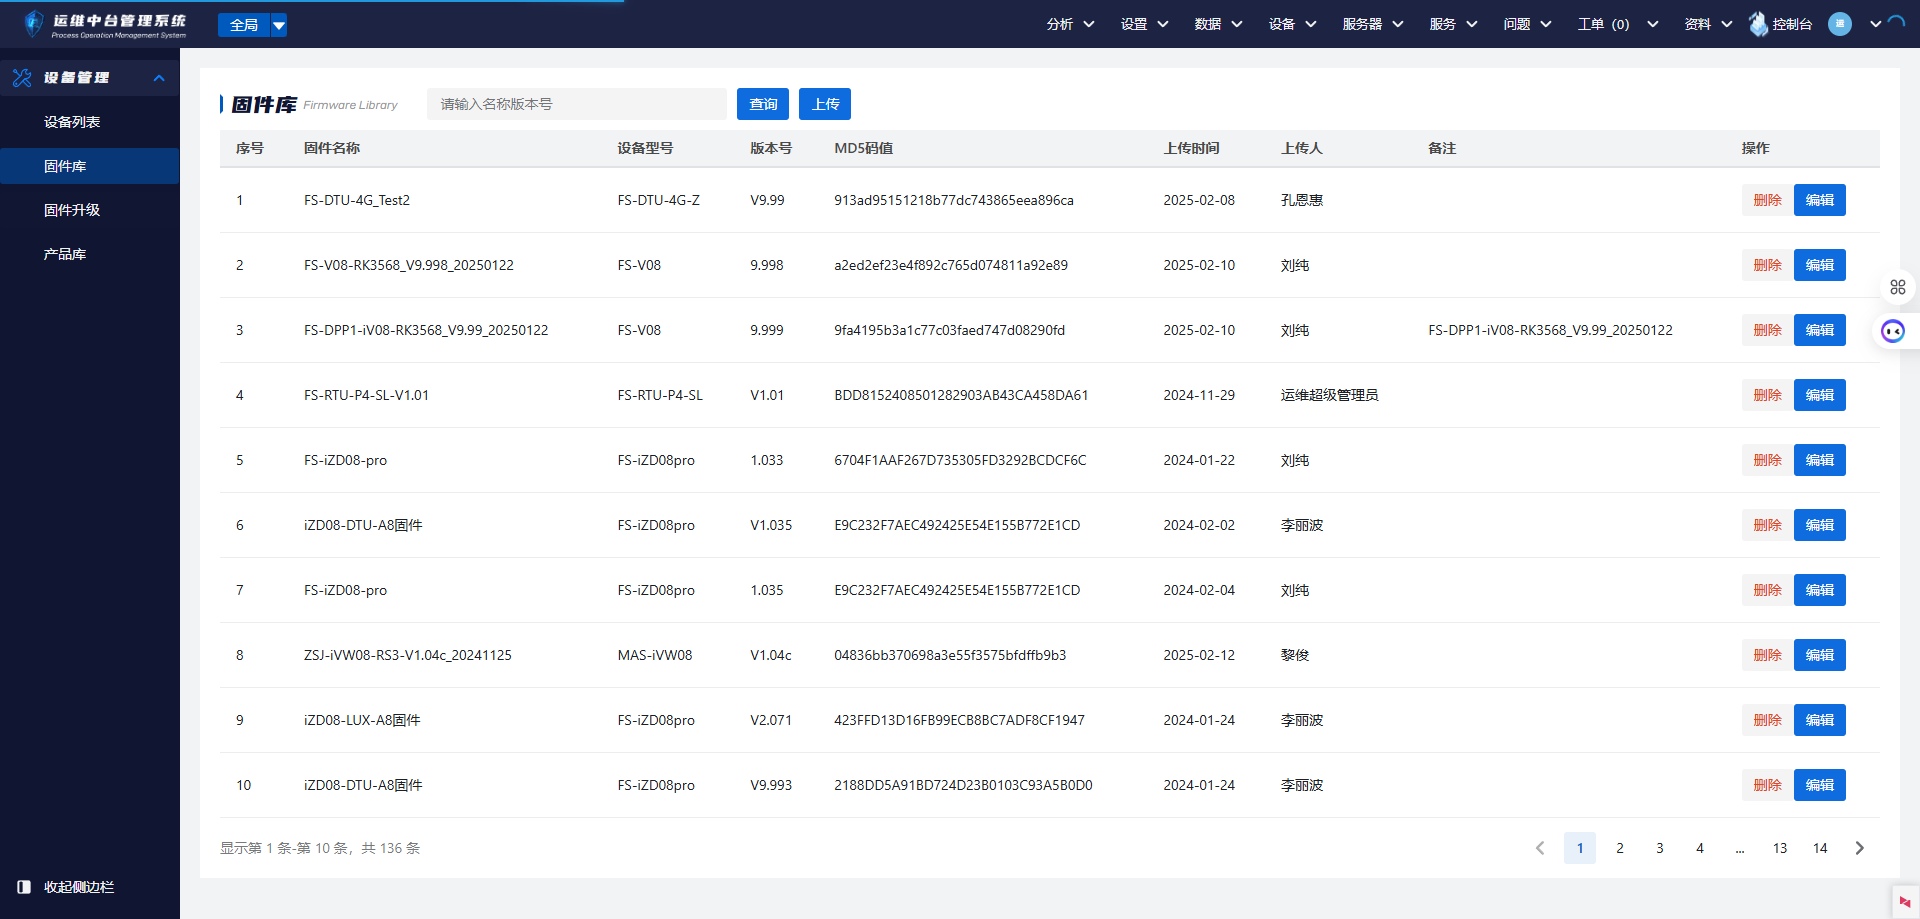 运维中台管理系统
Process Operation Management System
全局
分析 设置 数据 设备 服务器 服务 问题 工单 (0) 资料 控制台 运
设备管理
设备列表
固件库
固件升级
产品库
收起侧边栏
固件库 Firmware Library 请输入名称版本号 查询 上传
序号 固件名称 设备型号 版本号 MD5码值 上传时间 上传人 备注 操作
1 FS-DTU-4G_Test2 FS-DTU-4G-Z V9.99 913ad95151218b77dc743865eea896ca 2025-02-08 孔恩惠 删除 编辑
2 FS-V08-RK3568_V9.998_20250122 FS-V08 9.998 a2ed2ef23e4f892c765d074811a92e89 2025-02-10 刘纯 删除 编辑
3 FS-DPP1-iV08-RK3568_V9.99_20250122 FS-V08 9.999 9fa4195b3a1c77c03faed747d08290fd 2025-02-10 刘纯 FS-DPP1-iV08-RK3568_V9.99_20250122 删除 编辑
4 FS-RTU-P4-SL-V1.01 FS-RTU-P4-SL V1.01 BDD8152408501282903AB43CA458DA61 2024-11-29 运维超级管理员 删除 编辑
5 FS-iZD08-pro FS-iZD08pro 1.033 6704F1AAF267D735305FD3292BCDCF6C 2024-01-22 刘纯 删除 编辑
6 iZD08-DTU-A8固件 FS-iZD08pro V1.035 E9C232F7AEC492425E54E155B772E1CD 2024-02-02 李丽波 删除 编辑
7 FS-iZD08-pro FS-iZD08pro 1.035 E9C232F7AEC492425E54E155B772E1CD 2024-02-04 刘纯 删除 编辑
8 ZSJ-iVW08-RS3-V1.04c_20241125 MAS-iVW08 V1.04c 04836bb370698a3e55f3575bfdffb9b3 2025-02-12 黎俊 删除 编辑
9 iZD08-LUX-A8固件 FS-iZD08pro V2.071 423FFD13D16FB99ECB8BC7ADF8CF1947 2024-01-24 李丽波 删除 编辑
10 iZD08-DTU-A8固件 FS-iZD08pro V9.993 2188DD5A91BD724D23B0103C93A5B0D0 2024-01-24 李丽波 删除 编辑
显示第 1 条-第 10 条，共 136 条 1 2 3 4 ... 13 14